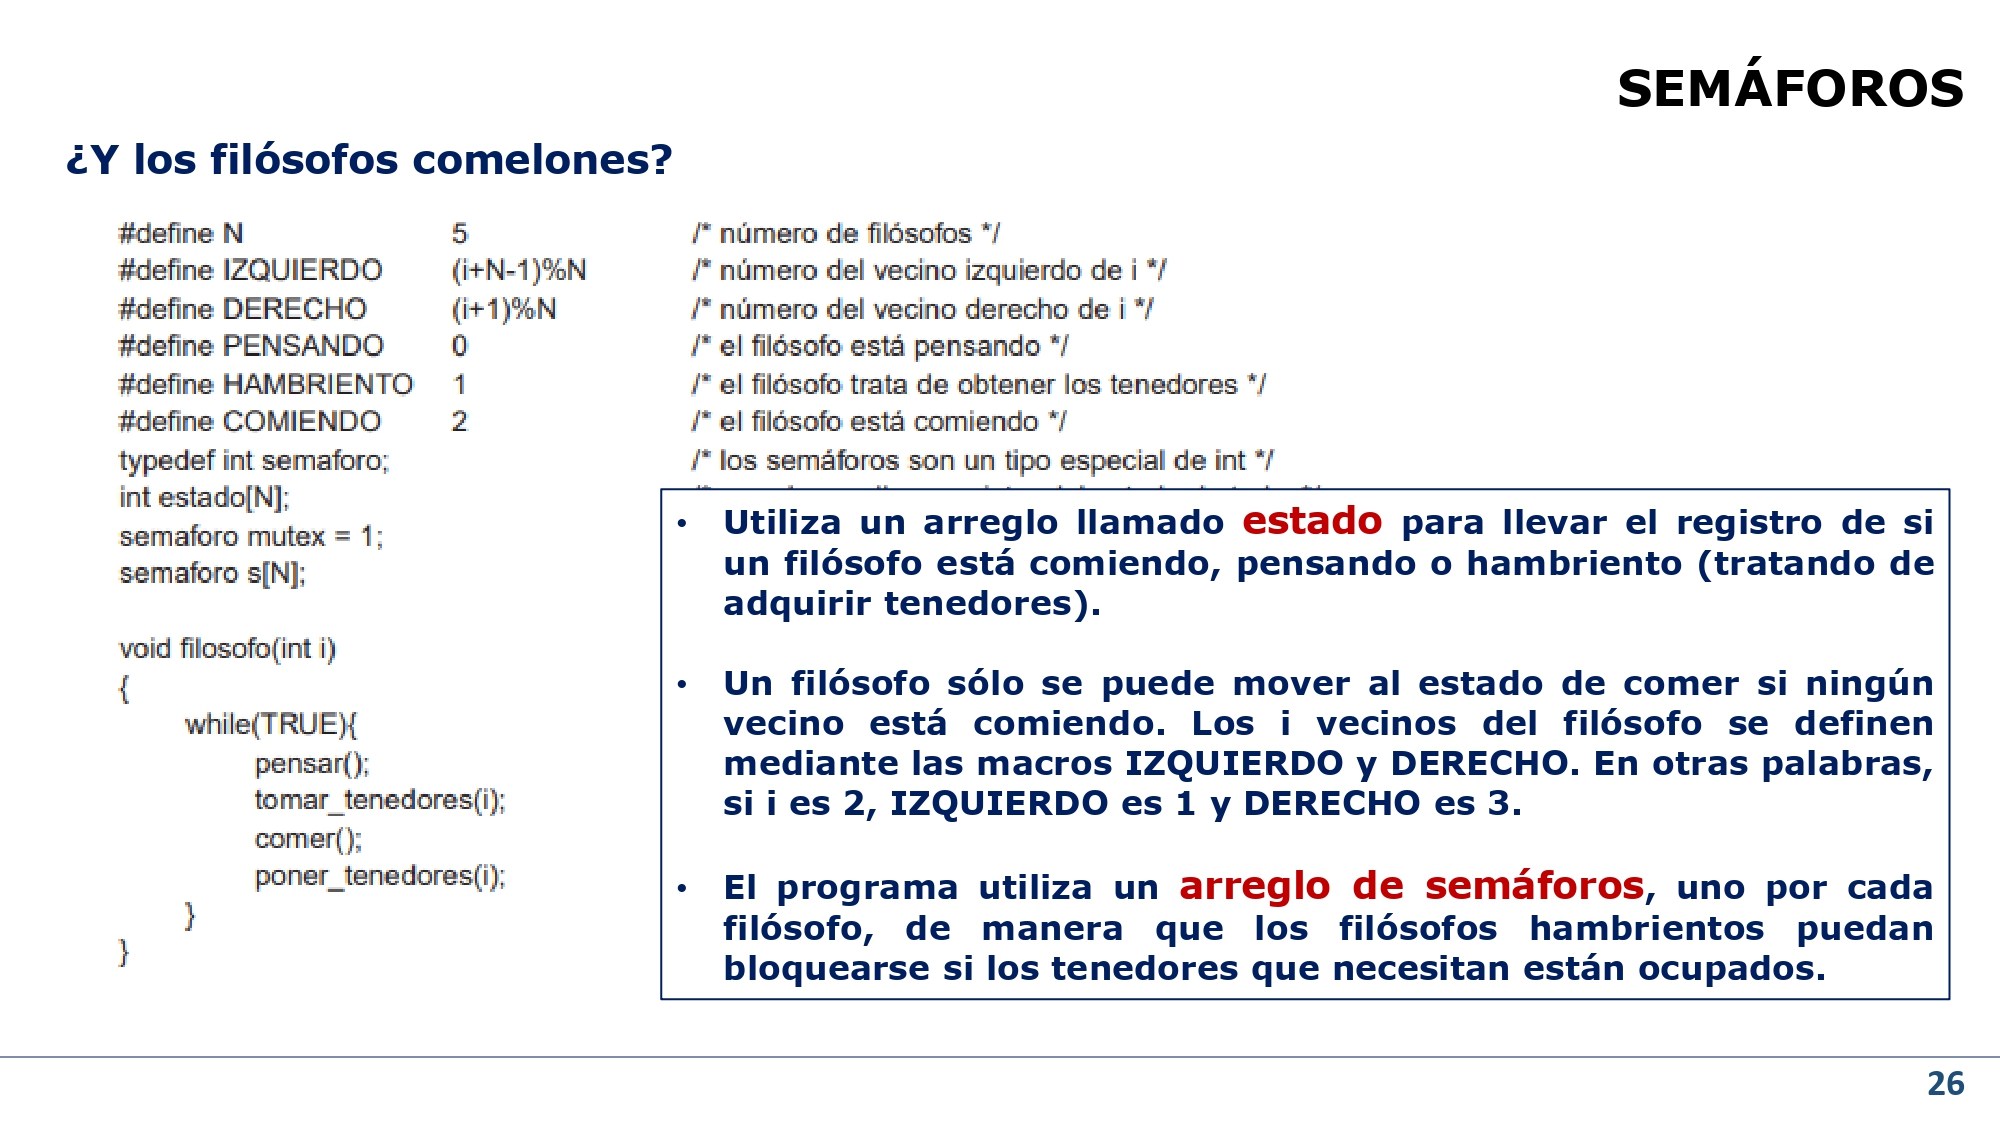 SEMÁFOROS
¿Y los filósofos comelones?
#define N 5 /* número de filósofos */
#define IZQUIERDO (i+N-1)%N /* número del vecino izquierdo de i */
#define DERECHO (i+1)%N /* número del vecino derecho de i */
#define PENSANDO 0 /* el filósofo está pensando */
#define HAMBRIENTO 1 /* el filósofo trata de obtener los tenedores */
#define COMIENDO 2 /* el filósofo está comiendo */
typedef int semaforo; /* los semáforos son un tipo especial de int */
int estado[N];
semaforo mutex = 1;
semaforo s[N];
void filosofo(int i)
{
while(TRUE){
pensar();
tomar_tenedores(i);
comer();
poner_tenedores(i);
}
}
• Utiliza un arreglo llamado estado para llevar el registro de si
un filósofo está comiendo, pensando o hambriento (tratando de
adquirir tenedores).
• Un filósofo sólo se puede mover al estado de comer si ningún
vecino está comiendo. Los i vecinos del filósofo se definen
mediante las macros IZQUIERDO y DERECHO. En otras palabras,
si i es 2, IZQUIERDO es 1 y DERECHO es 3.
• El programa utiliza un arreglo de semáforos, uno por cada
filósofo, de manera que los filósofos hambrientos puedan
bloquearse si los tenedores que necesitan están ocupados.
26